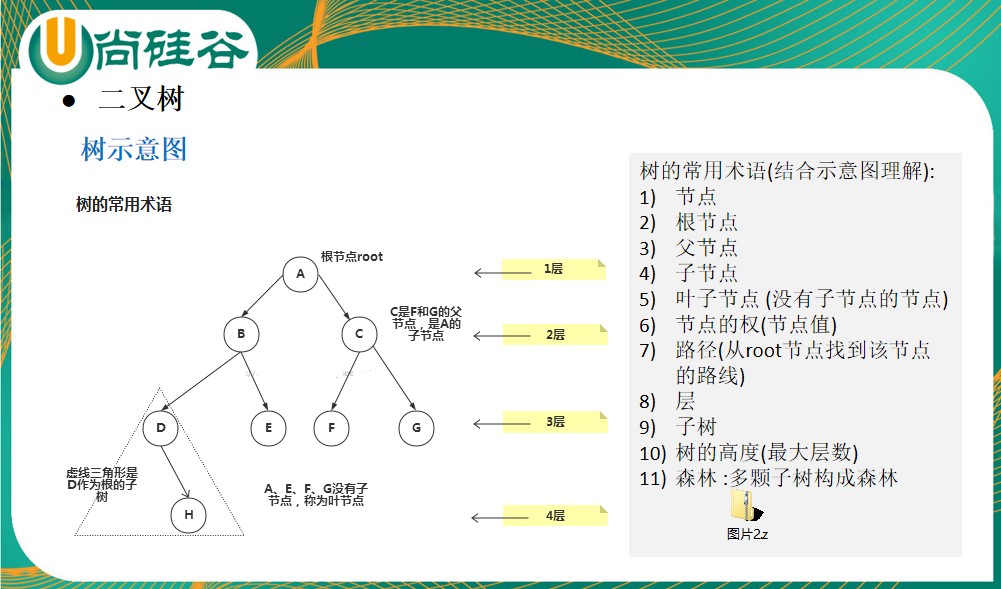 尚硅谷
● 二叉树
树示意图
树的常用术语
根节点root
A
1层
C是F和G的父
节点，是A的
子节点
B
C
2层
D
E
F
G
3层
虚线三角形是
D作为根的子
树
A、E、F、G没有子
节点，称为叶节点
H
4层
树的常用术语(结合示意图理解):
1) 节点
2) 根节点
3) 父节点
4) 子节点
5) 叶子节点 (没有子节点的节点)
6) 节点的权(节点值)
7) 路径(从root节点找到该节点
的路线)
8) 层
9) 子树
10) 树的高度(最大层数)
11) 森林 :多颗子树构成森林
图片2.z